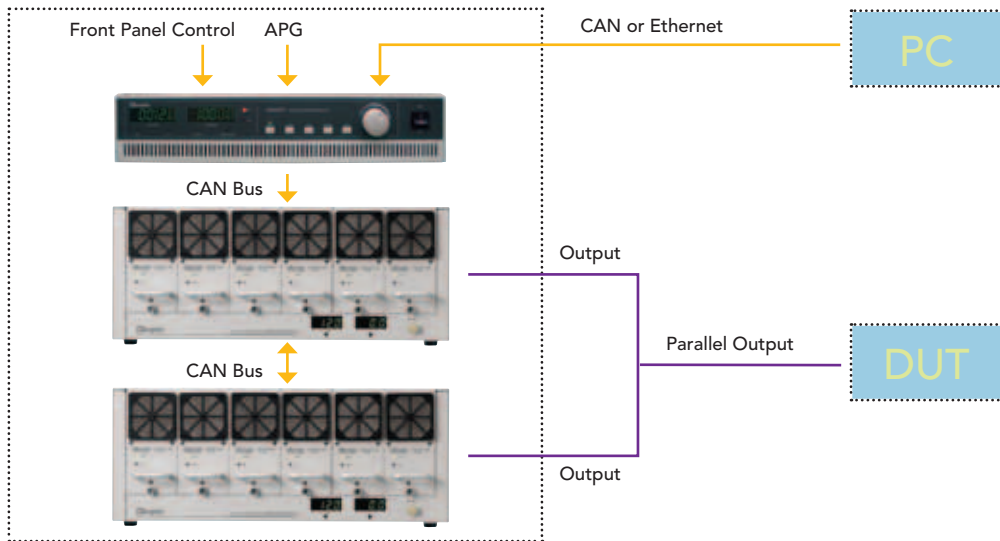 Front Panel Control
APG
CAN or Ethernet
PC
CAN Bus
Output
CAN Bus
Parallel Output
DUT
Output